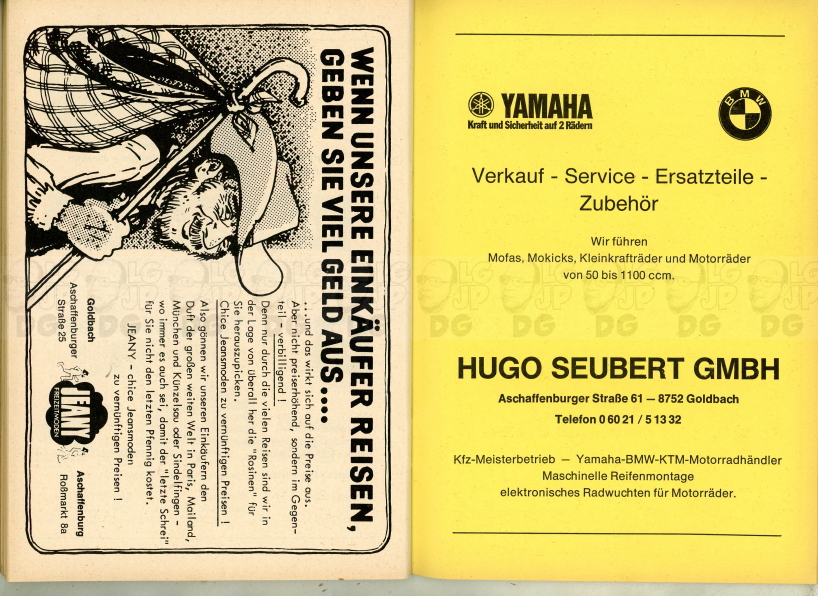 WENN UNSERE EINKÄUFER REISEN,
GEBEN SIE VIEL GELD AUS....
...und das wirkt sich auf die Preise aus.
Aber nicht preiserhöhend, sondern im Gegen-
teil - verbilligend !
Denn nur durch die vielen Reisen sind wir in
der Lage von überall her die "Rosinen" für
Sie herauszupicken.
Chice Jeansmoden zu vernünftigen Preisen !
Also gönnen wir unseren Einkäufern den
Duft der großen weiten Welt in Paris, Mailand,
München und Künzelsau oder Sindelfingen -
wo immer es auch sei, damit der "letzte Schrei"
für Sie nicht den letzten Pfennig kostet.
JEANY - chice Jeansmoden
zu vernünftigen Preisen !
Goldbach
Aschaffenburger
Straße 25
JEANY
FREIZEITMODEN
Aschaffenburg
Roßmarkt 8a
YAMAHA
Kraft und Sicherheit auf 2 Rädern
BMW
Verkauf - Service - Ersatzteile -
Zubehör
Wir führen
Mofas, Mokicks, Kleinkrafträder und Motorräder
von 50 bis 1100 ccm.
HUGO SEUBERT GMBH
Aschaffenburger Straße 61 — 8752 Goldbach
Telefon 0 60 21 / 5 13 32
Kfz-Meisterbetrieb — Yamaha-BMW-KTM-Motorradhändler
Maschinelle Reifenmontage
elektronisches Radwuchten für Motorräder.
LG JP DG